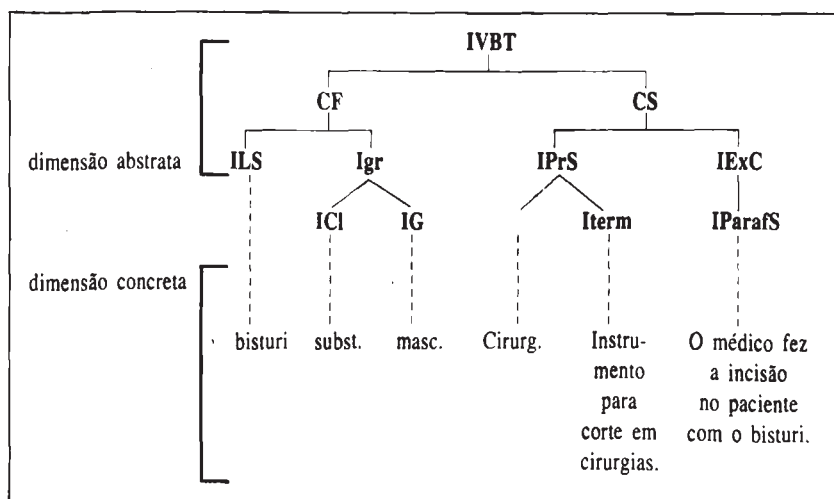 IVBT
CF CS
dimensão abstrata ILS Igr IPrS IExC
ICl IG Iterm IParafS
dimensão concreta
bisturi subst. masc. Cirurg. Instru- O médico fez
mento a incisão
para no paciente
corte em com o bisturi.
cirurgias.